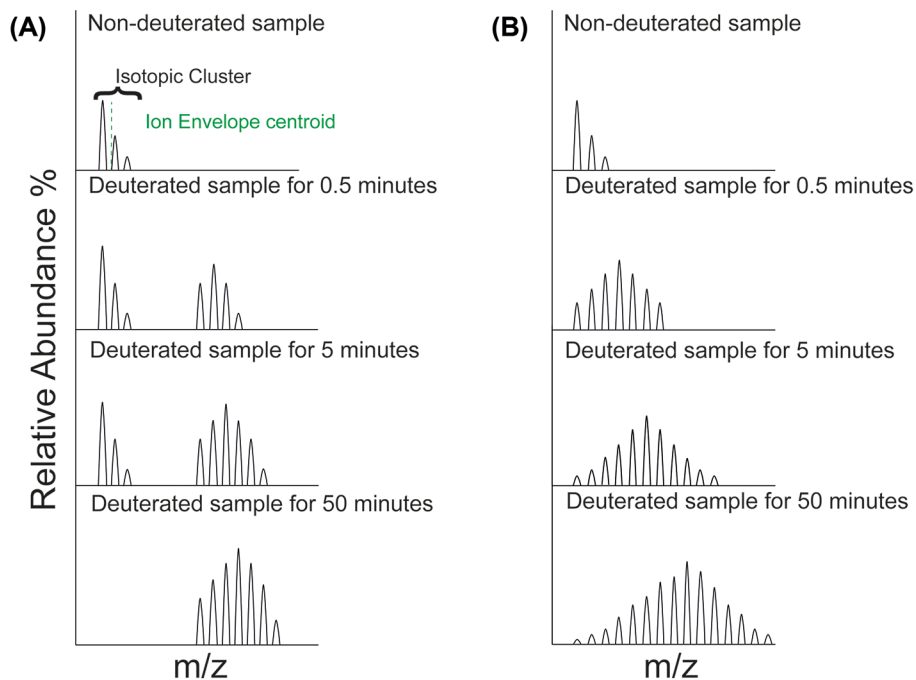 (A)
Non-deuterated sample
Isotopic Cluster
Ion Envelope centroid
Deuterated sample for 0.5 minutes
Deuterated sample for 5 minutes
Deuterated sample for 50 minutes
Relative Abundance %
m/z
(B)
Non-deuterated sample
Deuterated sample for 0.5 minutes
Deuterated sample for 5 minutes
Deuterated sample for 50 minutes
m/z